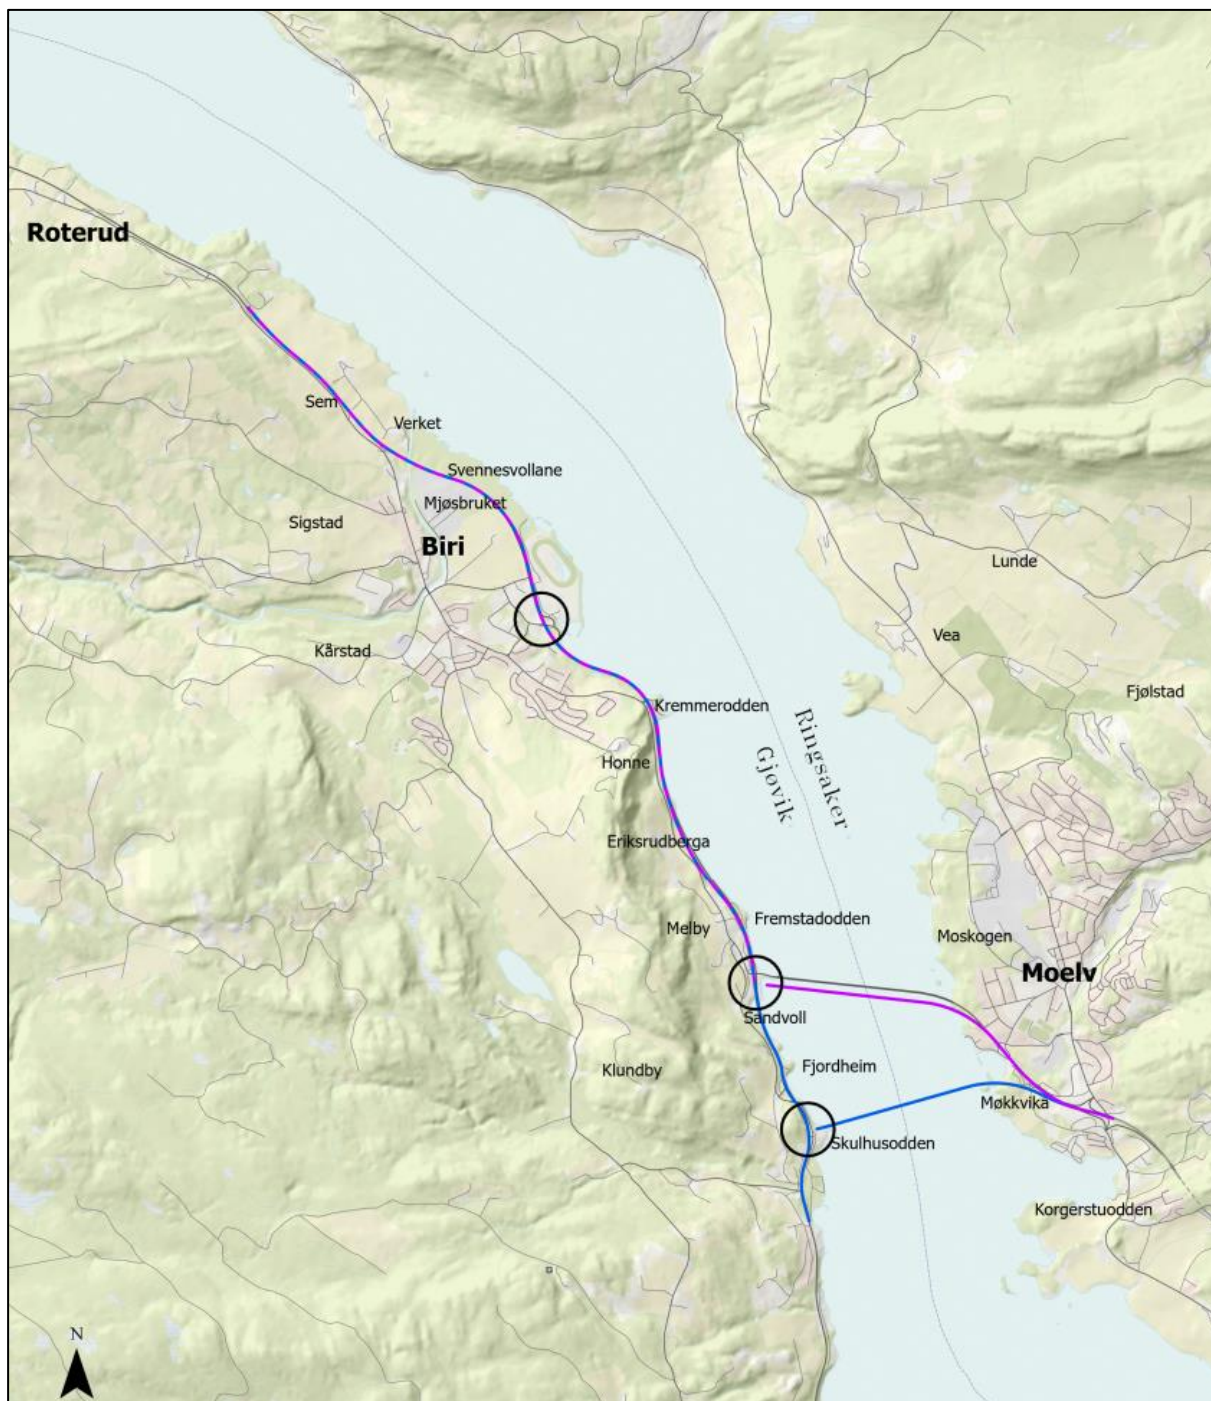 Roterud
Sem
Verket
Svennesvollane
Mjøsbruket
Sigstad
Biri
Lunde
Vea
Kårstad
Fjølstad
Kremmerodden
Ringsaker
Gjøvik
Honne
Eriksrudberga
Fremstadodden
Melby
Moskogen
Moelv
Sandvoll
Fjordheim
Klundby
Møkkvika
Skulhusodden
Korgerstuodden
N